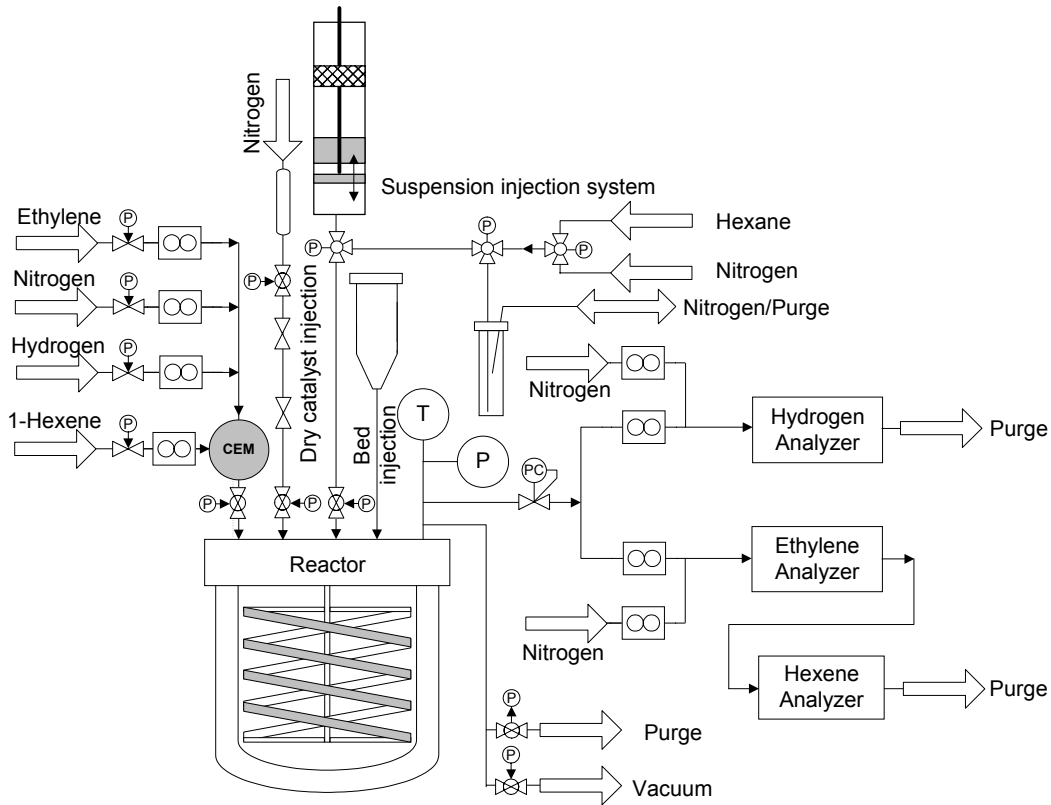 Nitrogen
Suspension injection system
Ethylene
P
Nitrogen
P
Hydrogen
P
1-Hexene
P
CEM
P
P
Dry catalyst injection
P
P
P
Bed
injection
P
P
Hexane
Nitrogen
Nitrogen/Purge
T
P
PC
Nitrogen
Hydrogen
Analyzer
Purge
Ethylene
Analyzer
Nitrogen
Hexene
Analyzer
Purge
Reactor
P
Purge
P
Vacuum